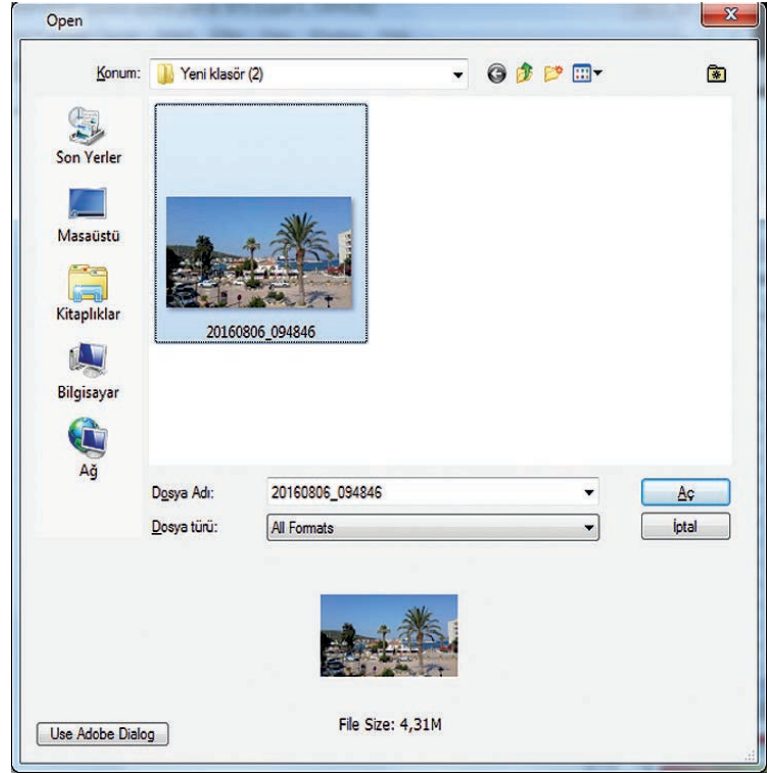 Open
Konum: Yeni klasör (2)
Son Yerler
Masaüstü
Kitaplıklar
Bilgisayar
Ağ
20160806_094846
Dosya Adı: 20160806_094846
Aç
Dosya türü: All Formats
İptal
Use Adobe Dialog
File Size: 4,31M